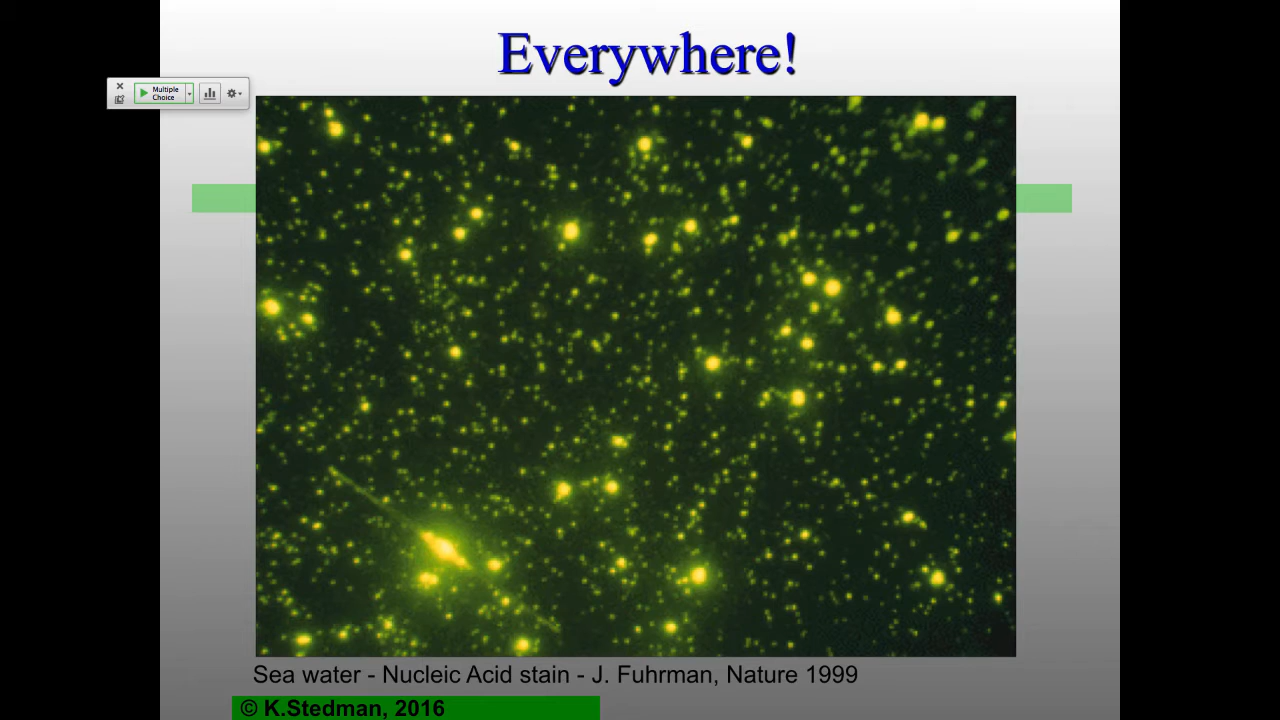 Everywhere!
Multiple
Choice
Sea water - Nucleic Acid stain - J. Fuhrman, Nature 1999
© K.Stedman, 2016